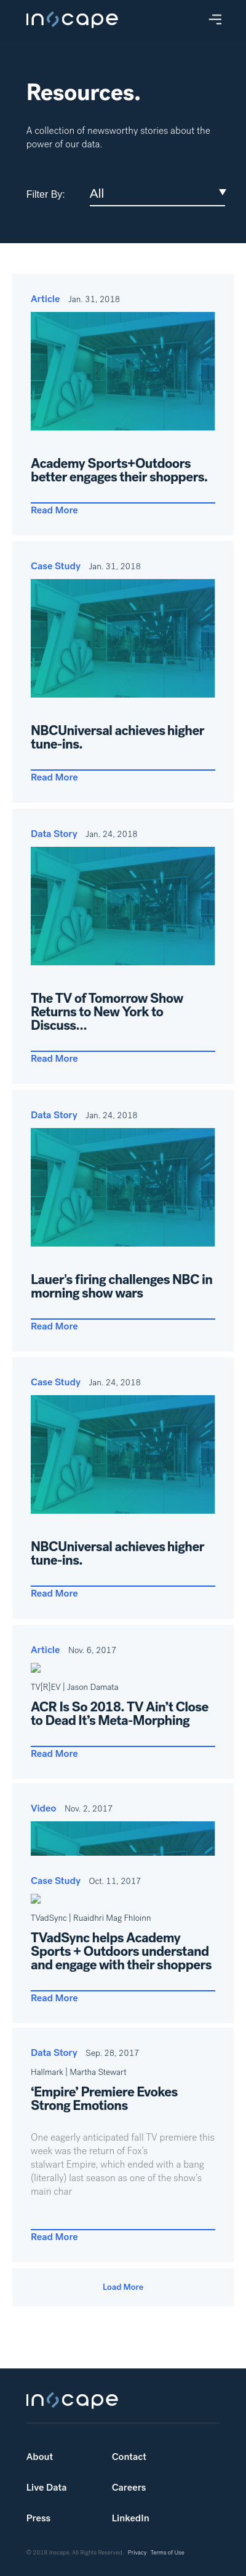 inscape
Resources.
A collection of newsworthy stories about the
power of our data.
Filter By: All
Article Jan. 31, 2018
Academy Sports+Outdoors
better engages their shoppers.
Read More
Case Study Jan. 31, 2018
NBCUniversal achieves higher
tune-ins.
Read More
Data Story Jan. 24, 2018
The TV of Tomorrow Show
Returns to New York to
Discuss...
Read More
Data Story Jan. 24, 2018
Lauer's firing challenges NBC in
morning show wars
Read More
Case Study Jan. 24, 2018
NBCUniversal achieves higher
tune-ins.
Read More
Article Nov. 6, 2017
TV[R]EV | Jason Damata
ACR Is So 2018. TV Ain’t Close
to Dead It’s Meta-Morphing
Read More
Video Nov. 2, 2017
Case Study Oct. 11, 2017
TVadSync | Ruaidhri Mag Fhloinn
TVadSync helps Academy
Sports + Outdoors understand
and engage with their shoppers
Read More
Data Story Sep. 28, 2017
Hallmark | Martha Stewart
‘Empire’ Premiere Evokes
Strong Emotions
One eagerly anticipated fall TV premiere this
week was the return of Fox’s
stalwart Empire, which ended with a bang
(literally) last season as one of the show’s
main char
Read More
Load More
inscape
About Contact
Live Data Careers
Press LinkedIn
© 2018 Inscape. All Rights Reserved. Privacy Terms of Use